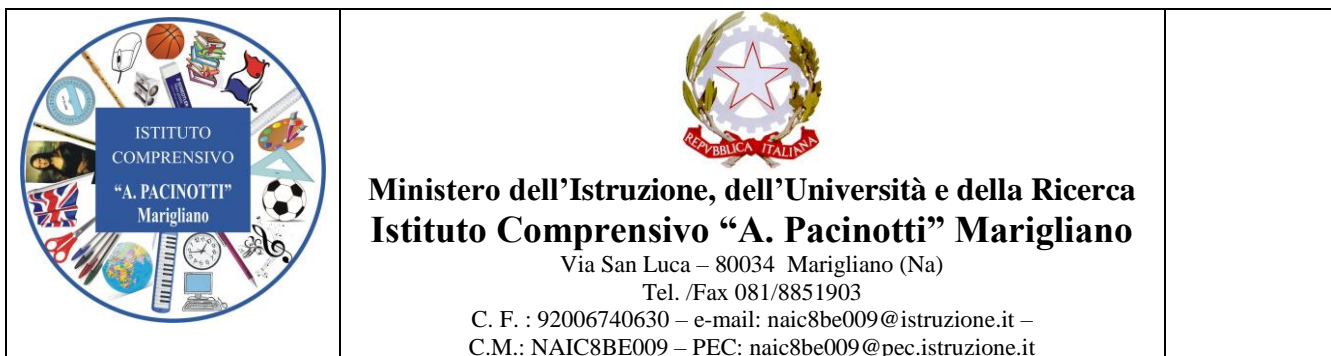 ISTITUTO
COMPRENSIVO
“A. PACINOTTI”
Marigliano
REPVBBLICA ITALIANA
Ministero dell’Istruzione, dell’Università e della Ricerca
Istituto Comprensivo “A. Pacinotti” Marigliano
Via San Luca – 80034 Marigliano (Na)
Tel. /Fax 081/8851903
C. F. : 92006740630 – e-mail: naic8be009@istruzione.it –
C.M.: NAIC8BE009 – PEC: naic8be009@pec.istruzione.it